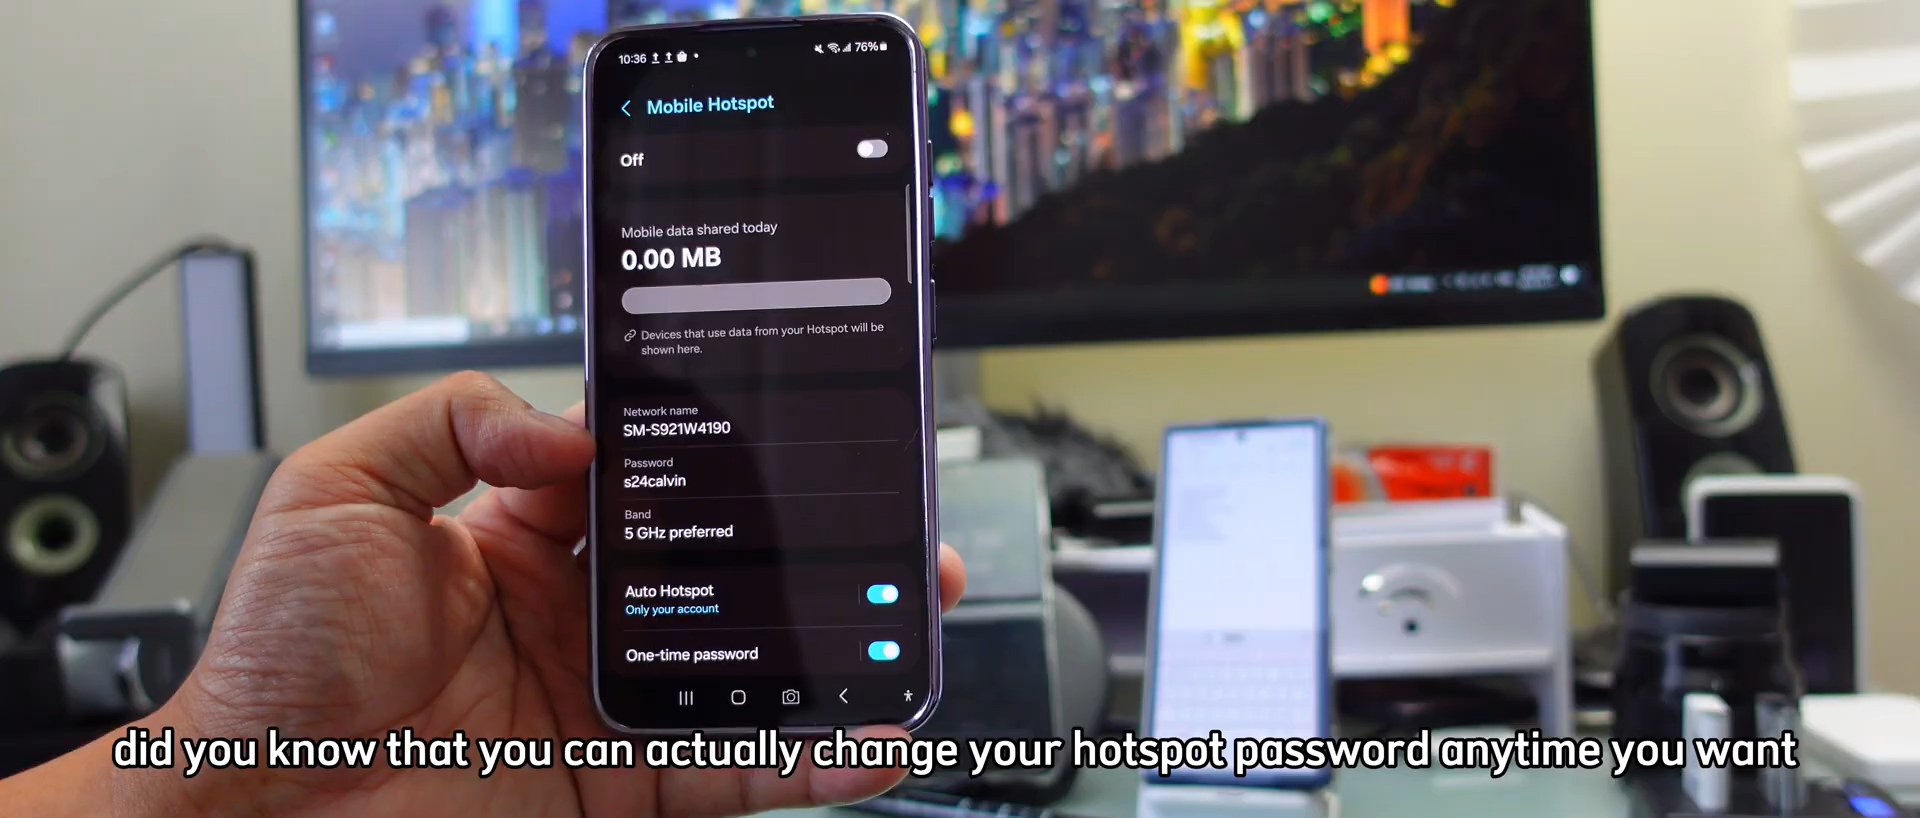 10:36 76%
Mobile Hotspot
Off
Mobile data shared today
0.00 MB
Devices that use data from your Hotspot will be
shown here.
Network name
SM-S921W4190
Password
s24calvin
Band
5 GHz preferred
Auto Hotspot
Only your account
One-time password
did you know that you can actually change your hotspot password anytime you want